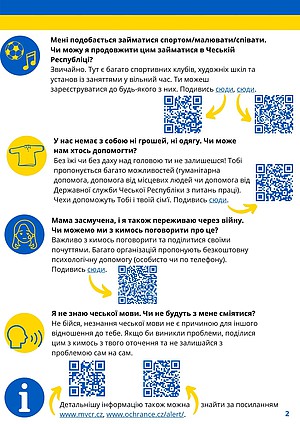 Мені подобається займатися спортом/малювати/співати.
Чи можу я продовжити цим займатися в Чеській
Республіці?
Звичайно. Тут є багато спортивних клубів, художніх шкіл та
установ із заняттями у вільний час. Ти можеш
зареєструватися до будь-якого з них. Подивись сюди, сюди.
У нас немає з собою ні грошей, ні одягу. Чи може
нам хтось допомогти?
Без їжі чи без даху над головою ти не залишешся! Тобі
пропонується багато можливостей (гуманітарна
допомога, допомога від місцевих людей чи допомога від
Державної служби Чеської Республіки з питань праці).
Чехи допоможуть Тобі і твоїй сім'ї. Подивись сюди.
Мама засмучена, і я також переживаю через війну.
Чи можемо ми з кимось поговорити про це?
Важливо з кимось поговорити та поділитися своїми
почуттями. Багато організацій пропонують безкоштовну
психологічну допомогу (особисто чи по телефону).
Подивись сюди.
Я не знаю чеської мови. Чи не будуть з мене сміятися?
Не бійся, незнання чеської мови не є причиною для іншого
відношення до тебе. Якщо би виникли проблеми, поділися
цим з кимось з твого оточення та не залишайся з
проблемою сам на сам.
Детальнішу інформацію також можна знайти за посиланням
www.mvcr.cz, www.ochrance.cz/alert/.
2